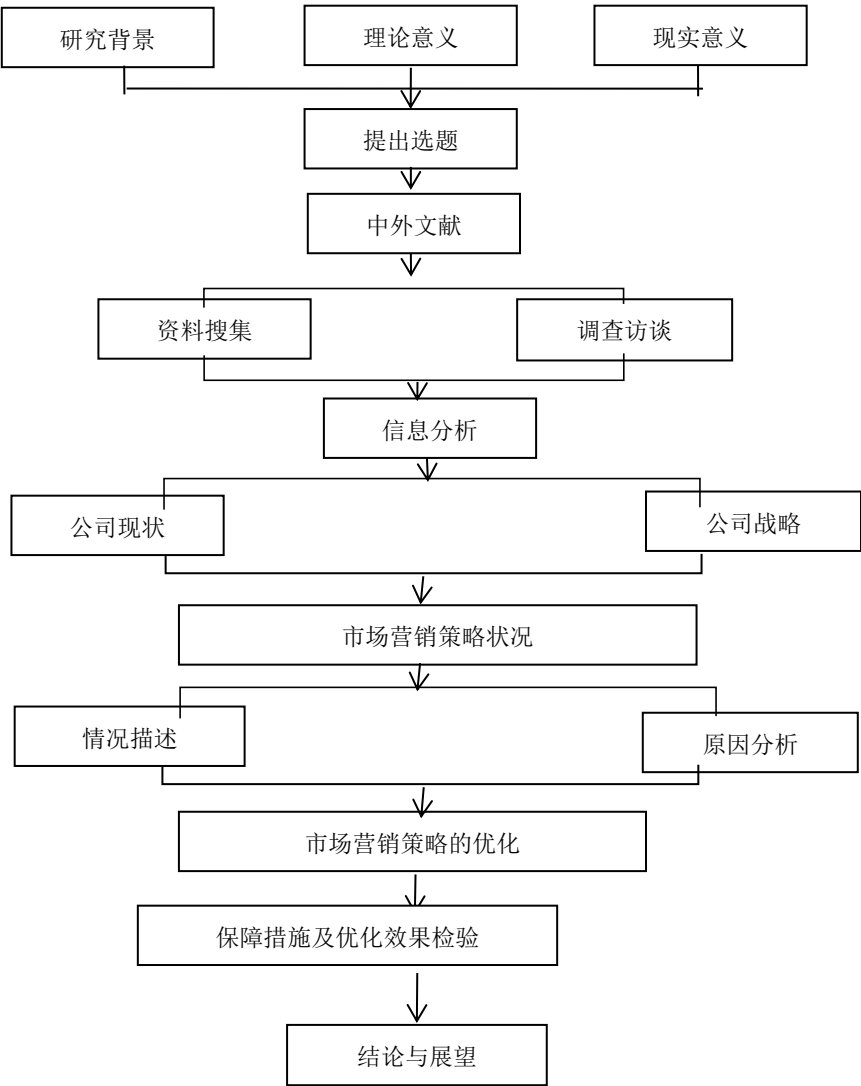 研究背景
理论意义
现实意义
提出选题
中外文献
资料搜集
调查访谈
信息分析
公司现状
公司战略
市场营销策略状况
情况描述
原因分析
市场营销策略的优化
保障措施及优化效果检验
结论与展望